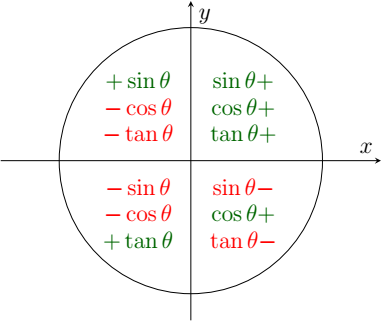 y
+ sin θ sin θ+
− cos θ cos θ+
− tan θ tan θ+
x
− sin θ sin θ−
− cos θ cos θ+
+ tan θ tan θ−